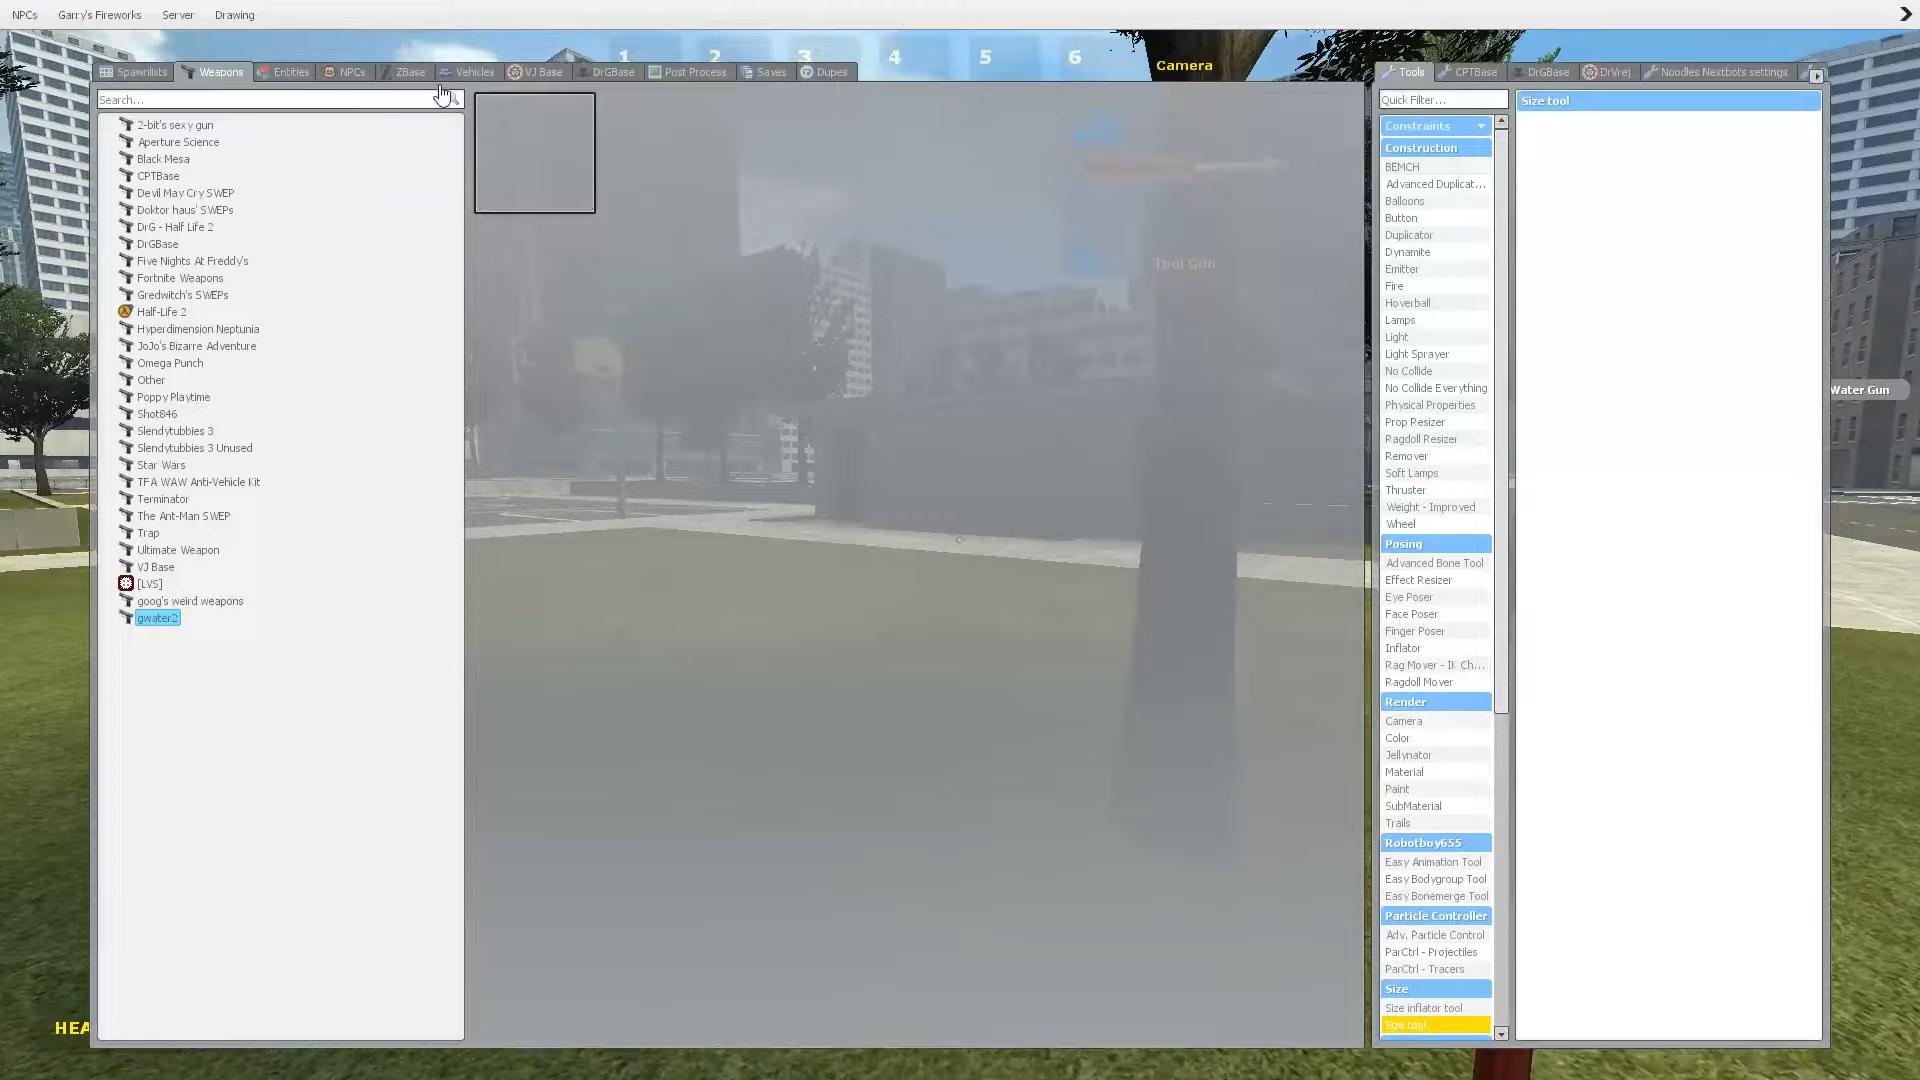 NPCs Garry's Fireworks Server Drawing
1 2 3 4 5 6
Camera
Spawnlists Weapons Entities NPCs ZBase Vehicles VJ Base DrGBase Post Process Saves Dupes
Search...
2-bit's sexy gun
Aperture Science
Black Mesa
CPTBase
Devil May Cry SWEP
Doktor haus' SWEPs
DrG - Half Life 2
DrGBase
Five Nights At Freddy's
Fortnite Weapons
Gredwitch's SWEPs
Half-Life 2
Hyperdimension Neptunia
JoJo's Bizarre Adventure
Omega Punch
Other
Poppy Playtime
Shot846
Slendytubbies 3
Slendytubbies 3 Unused
Star Wars
TFA WAW Anti-Vehicle Kit
Terminator
The Ant-Man SWEP
Trap
Ultimate Weapon
VJ Base
[LVS]
goog's weird weapons
gwater2
Tool Gun
HEA
Tools CPTBase DrGBase DrVrej Noodles Nextbots settings
Quick Filter...
Constraints
Construction
BEMCH
Advanced Duplicat...
Balloons
Button
Duplicator
Dynamite
Emitter
Fire
Hoverball
Lamps
Light
Light Sprayer
No Collide
No Collide Everything
Physical Properties
Prop Resizer
Ragdoll Resizer
Remover
Soft Lamps
Thruster
Weight - Improved
Wheel
Posing
Advanced Bone Tool
Effect Resizer
Eye Poser
Face Poser
Finger Poser
Inflator
Rag Mover - IK Ch...
Ragdoll Mover
Render
Camera
Color
Jellynator
Material
Paint
SubMaterial
Trails
Robotboy655
Easy Animation Tool
Easy Bodygroup Tool
Easy Bonemerge Tool
Particle Controller
Adv. Particle Control
ParCtrl - Projectiles
ParCtrl - Tracers
Size
Size inflator tool
Size tool
Size tool
Water Gun